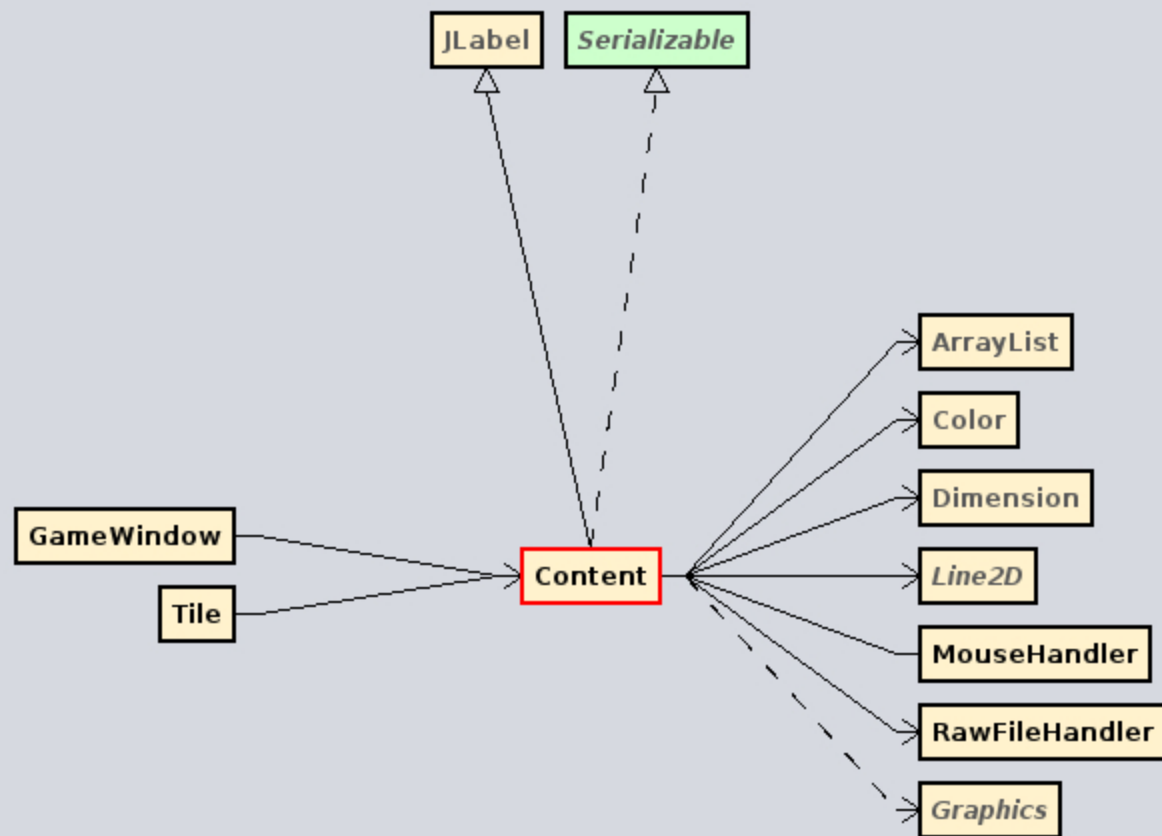 JLabel
Serializable
ArrayList
Color
Dimension
GameWindow
Content
Line2D
Tile
MouseHandler
RawFileHandler
Graphics